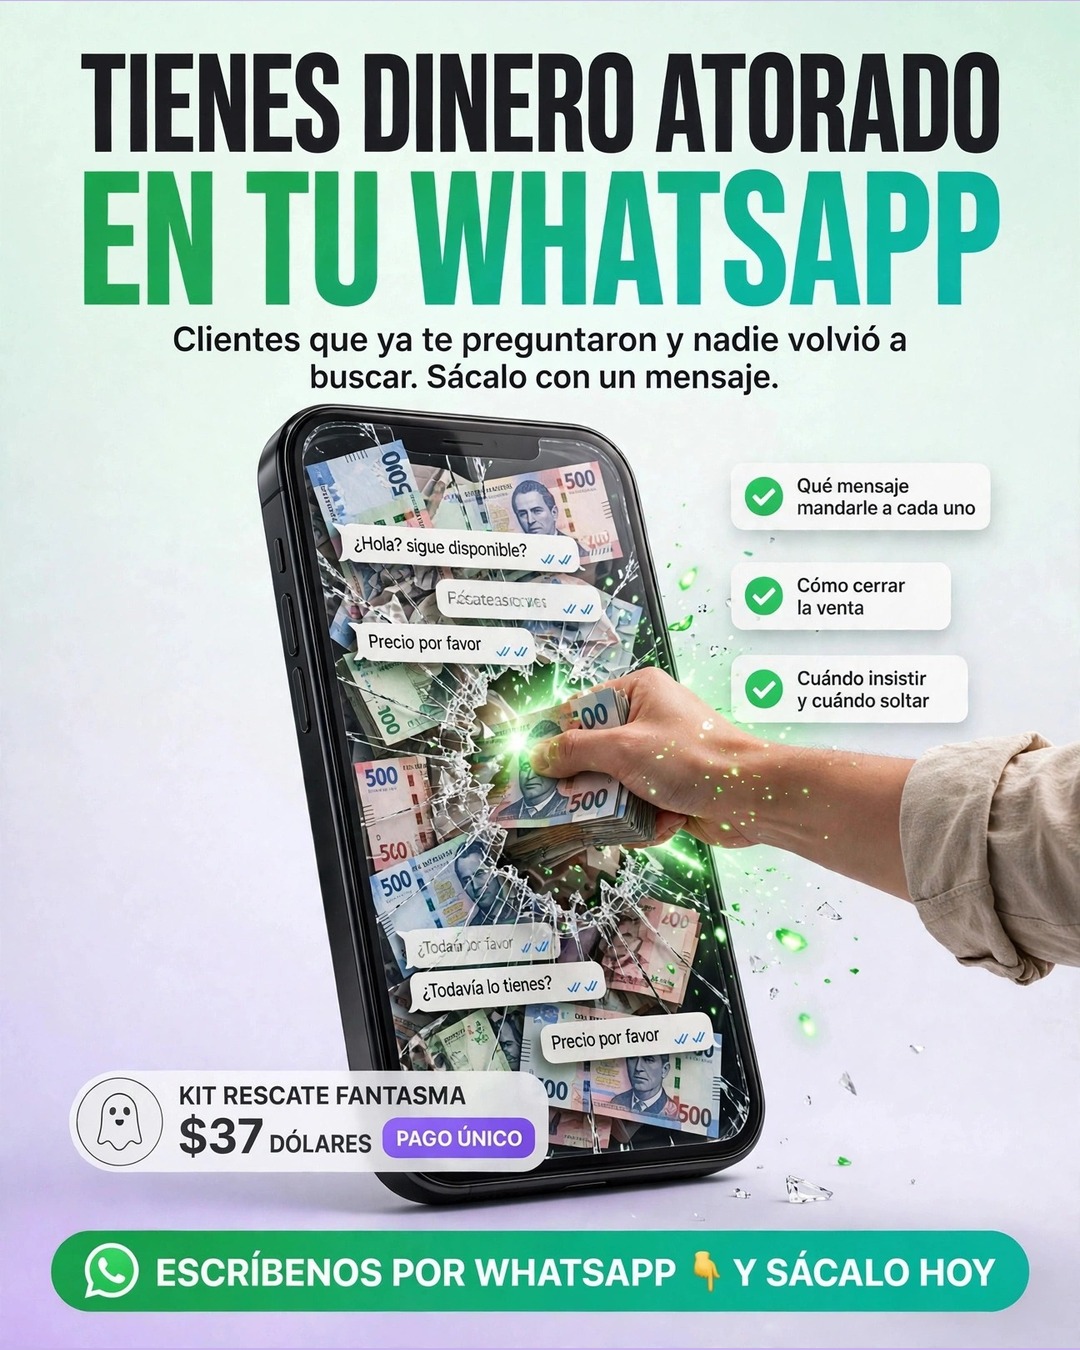 TIENES DINERO ATORADO
EN TU WHATSAPP
Clientes que ya te preguntaron y nadie volvió a
buscar. Sácalo con un mensaje.
500
500
¿Hola? sigue disponible?
Precio por favor
Qué mensaje
mandarle a cada uno
Cómo cerrar
la venta
Cuándo insistir
y cuándo soltar
500
500
500
500
¿Todavía lo tienes?
Precio por favor
500
KIT RESCATE FANTASMA
$37 DÓLARES
PAGO ÚNICO
ESCRÍBENOS POR WHATSAPP 👇 Y SÁCALO HOY